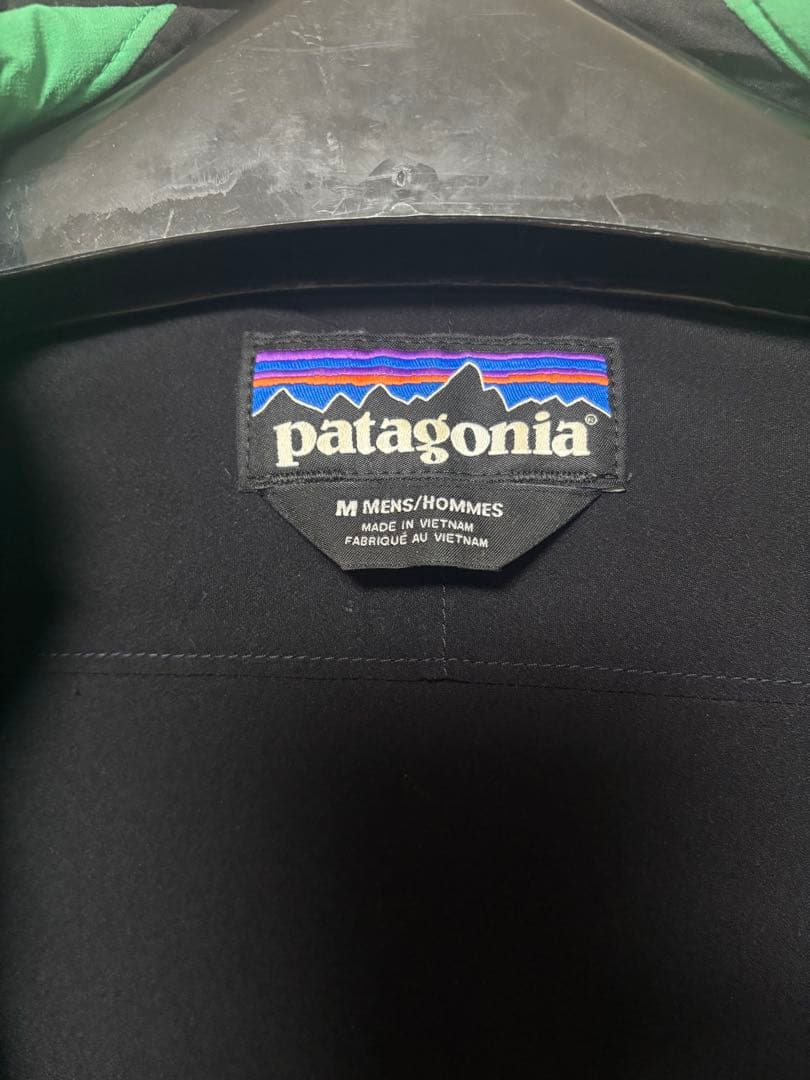 patagonia®
M MENS/HOMMES
MADE IN VIETNAM
FABRIQUÉ AU VIETNAM